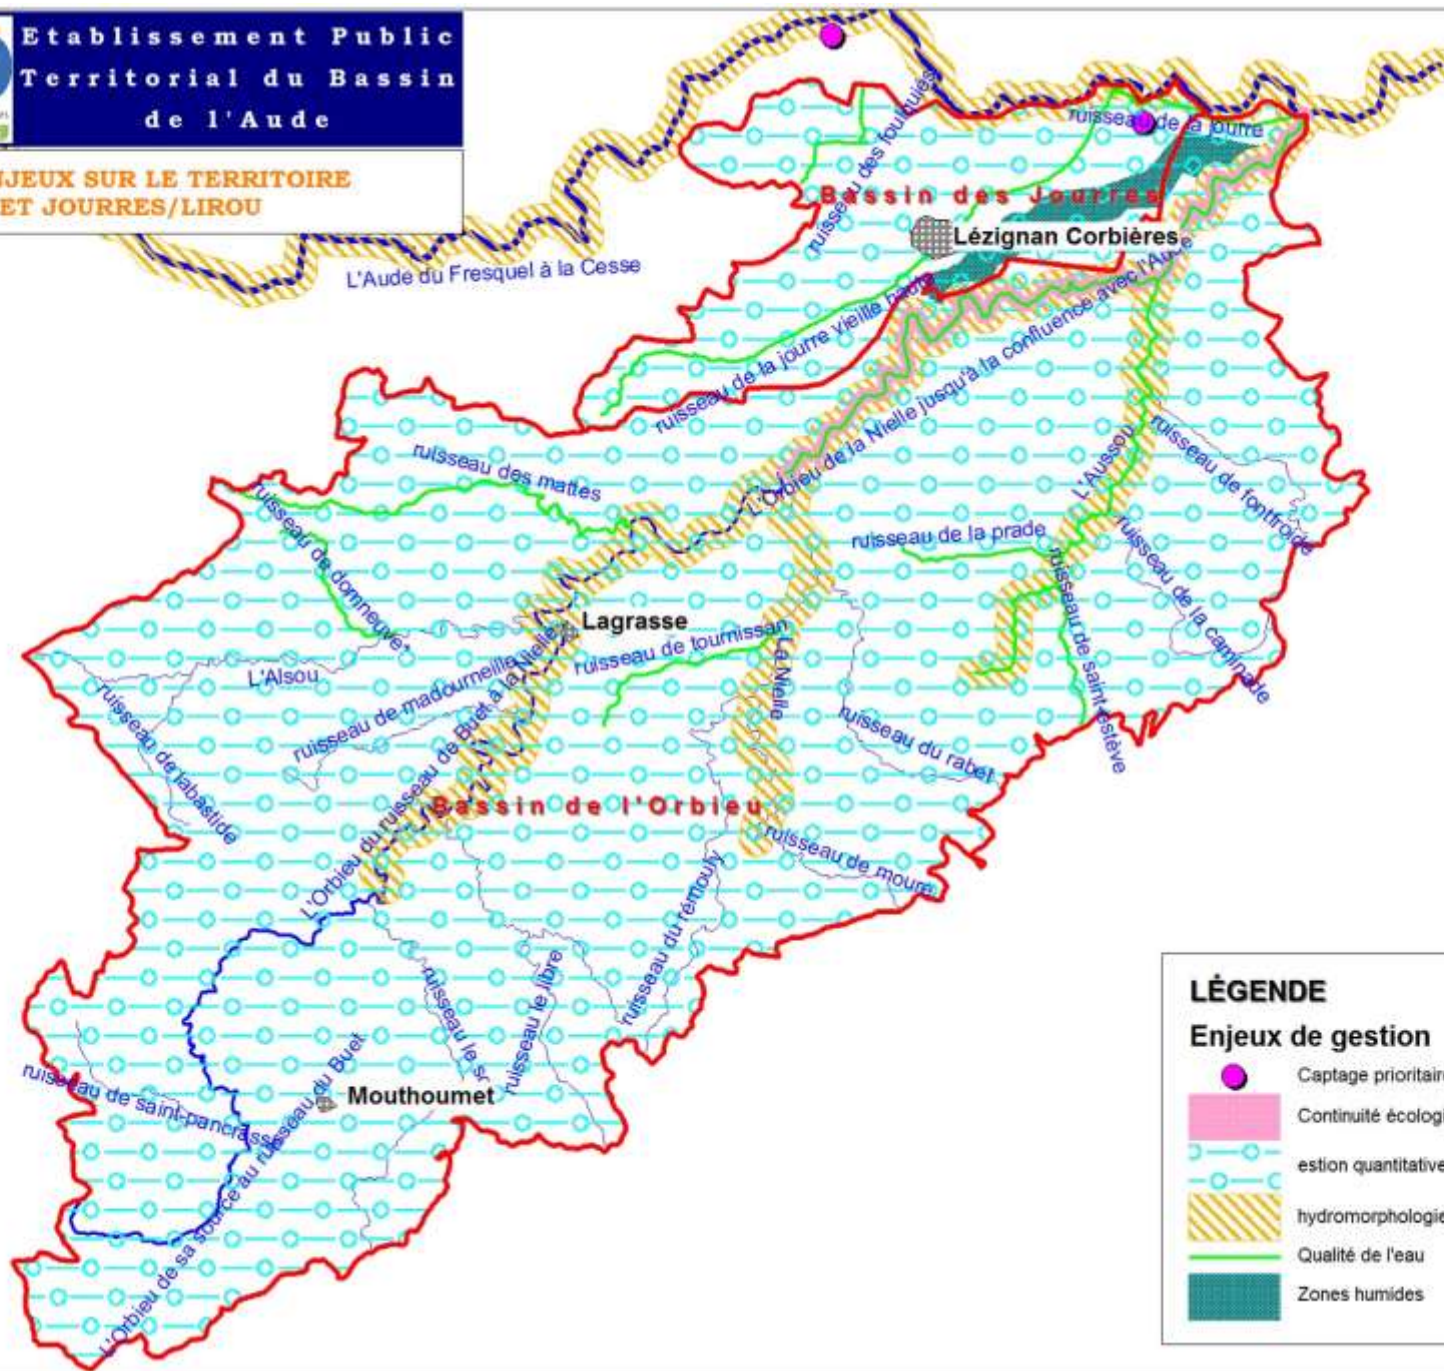 Etablissement Public
Territorial du Bassin
de l'Aude
NJEUX SUR LE TERRITOIRE
ET JOURRES/LIROU
L'Aude du Fresquel à la Cesse
ruisseau des foulquiés
ruisseau de la jourre
Bassin des Jourres
Lézignan Corbières
ruisseau de la jourre vieille haute
L'Orbieu de la Nielle jusqu'à la confluence avec l'Aude
ruisseau des mattes
ruisseau de domneuve*
L'Aussou
ruisseau de fontfroide
ruisseau de la prade
ruisseau de la caminade
ruisseau de saint-estève
Lagrasse
ruisseau de tournissan
Le Nielle
L'Alsou
ruisseau de madourneille
ruisseau de labastide
L'Orbieu du ruisseau de Buet à la Nielle
ruisseau du rabet
Bassin de l'Orbieu
ruisseau de moure
ruisseau du rémouly
ruisseau le libre
ruisseau le so
ruisseau de saint-pancrasse
Mouthoumet
L'Orbieu de sa source au ruisseau du Buet
LÉGENDE
Enjeux de gestion
Captage prioritaire
Continuité écologi
estion quantitative
hydromorphologie
Qualité de l'eau
Zones humides